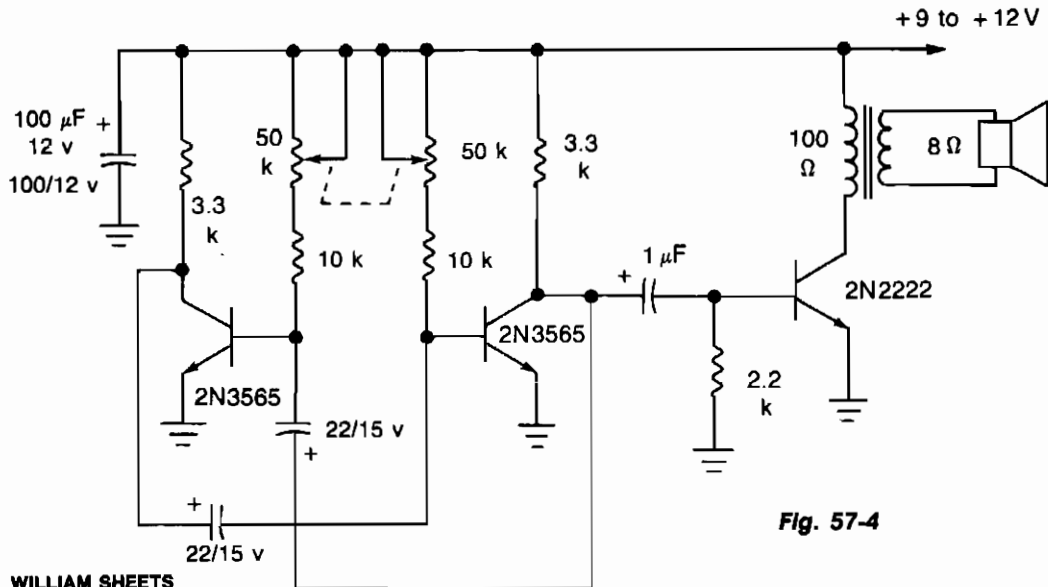 +9 to +12V
100 µF +
12 v
100/12 v
3.3
k
50
k
50 k
3.3
k
100
Ω
8 Ω
10 k
10 k
+
1 µF
2N2222
2N3565
2N3565
2.2
k
22/15 v
+
+
22/15 v
Fig. 57-4
WILLIAM SHEETS